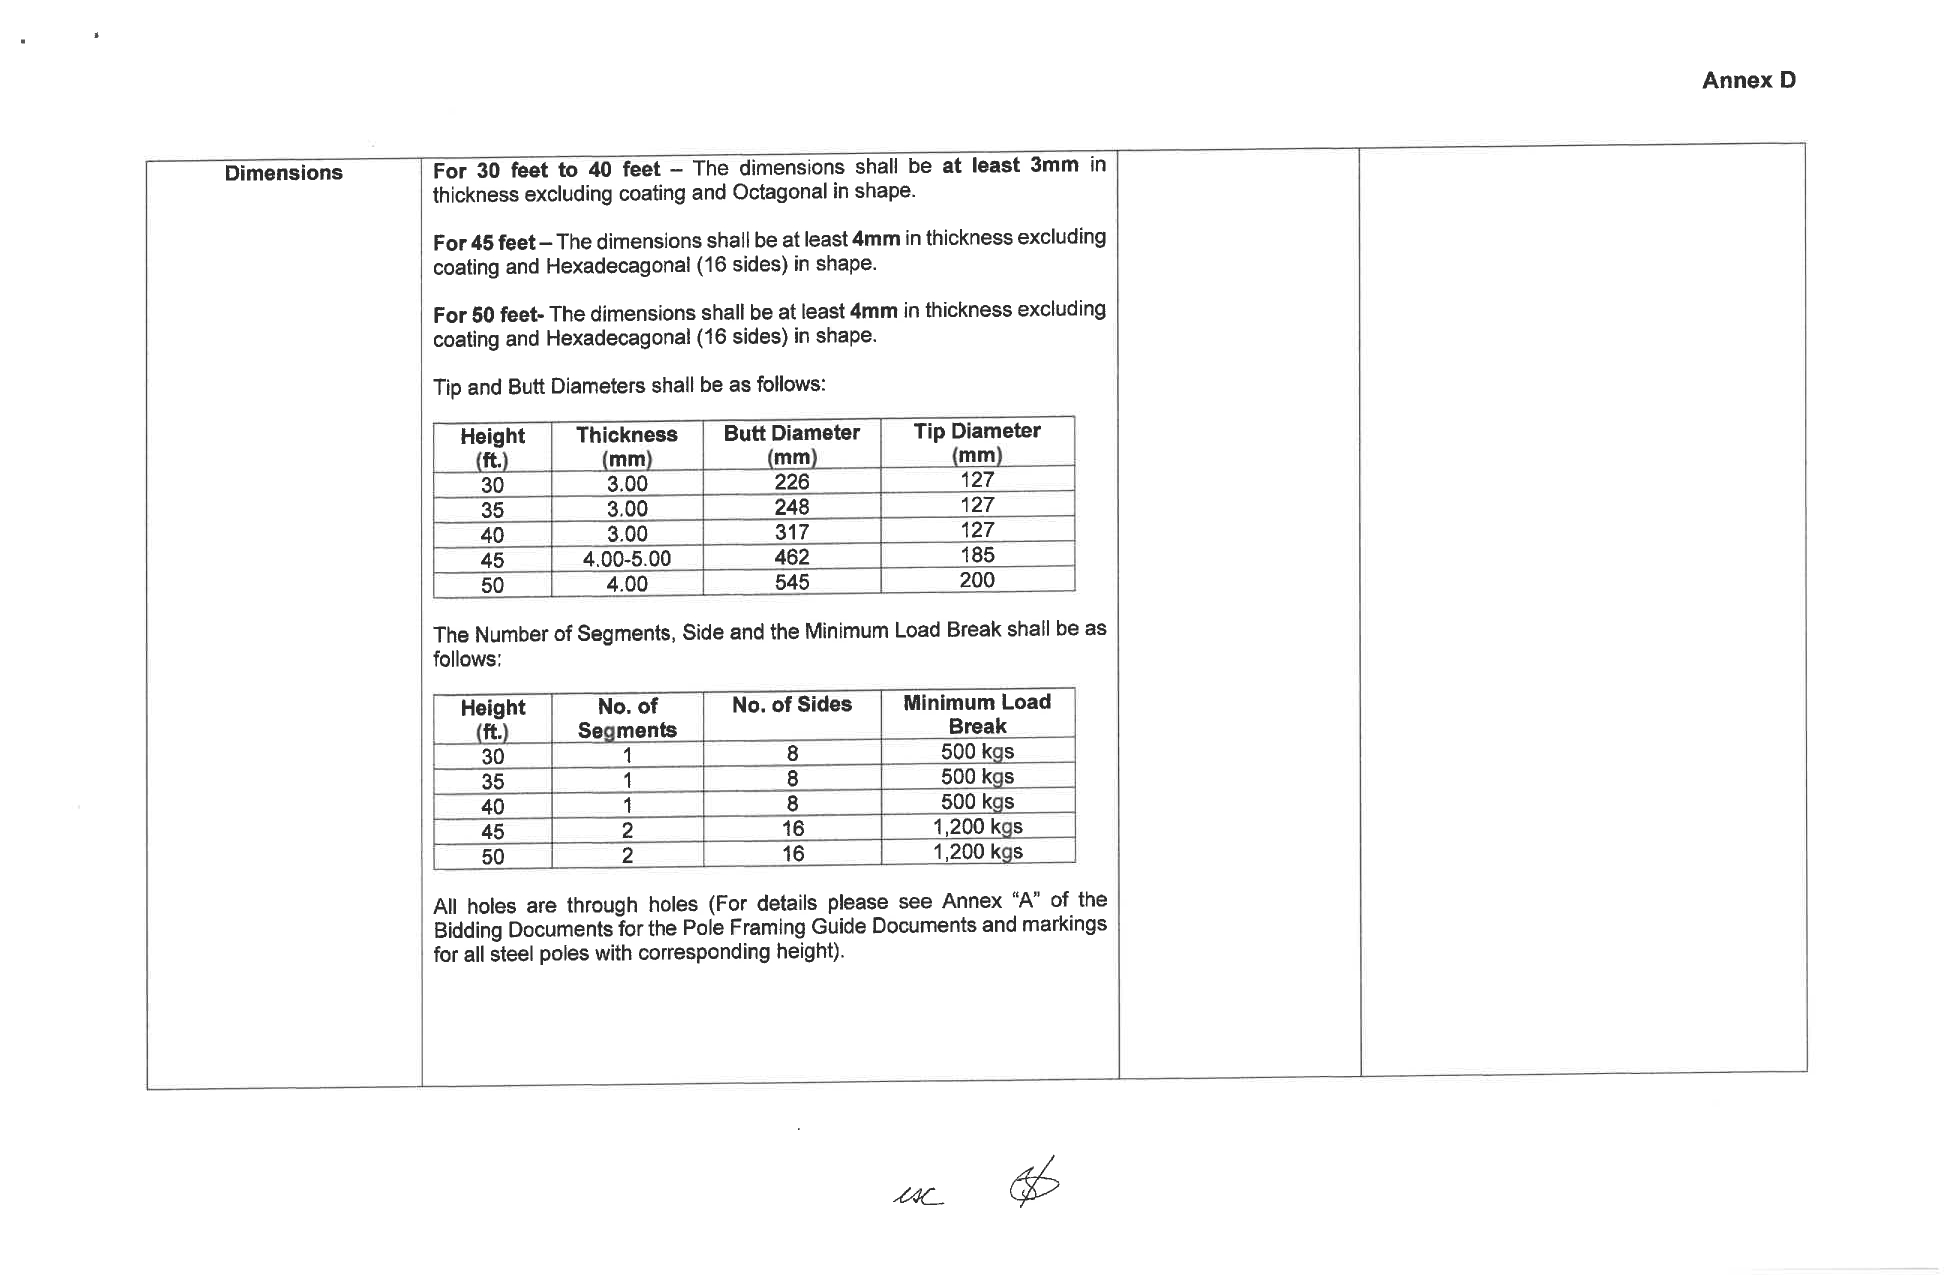 Annex D
Dimensions
For 30 feet to 40 feet – The dimensions shall be at least 3mm in
thickness excluding coating and Octagonal in shape.
For 45 feet – The dimensions shall be at least 4mm in thickness excluding
coating and Hexadecagonal (16 sides) in shape.
For 50 feet- The dimensions shall be at least 4mm in thickness excluding
coating and Hexadecagonal (16 sides) in shape.
Tip and Butt Diameters shall be as follows:
Height (ft.) Thickness (mm) Butt Diameter (mm) Tip Diameter (mm)
30 3.00 226 127
35 3.00 248 127
40 3.00 317 127
45 4.00-5.00 462 185
50 4.00 545 200
The Number of Segments, Side and the Minimum Load Break shall be as
follows:
Height (ft.) No. of Segments No. of Sides Minimum Load Break
30 1 8 500 kgs
35 1 8 500 kgs
40 1 8 500 kgs
45 2 16 1,200 kgs
50 2 16 1,200 kgs
All holes are through holes (For details please see Annex “A” of the
Bidding Documents for the Pole Framing Guide Documents and markings
for all steel poles with corresponding height).